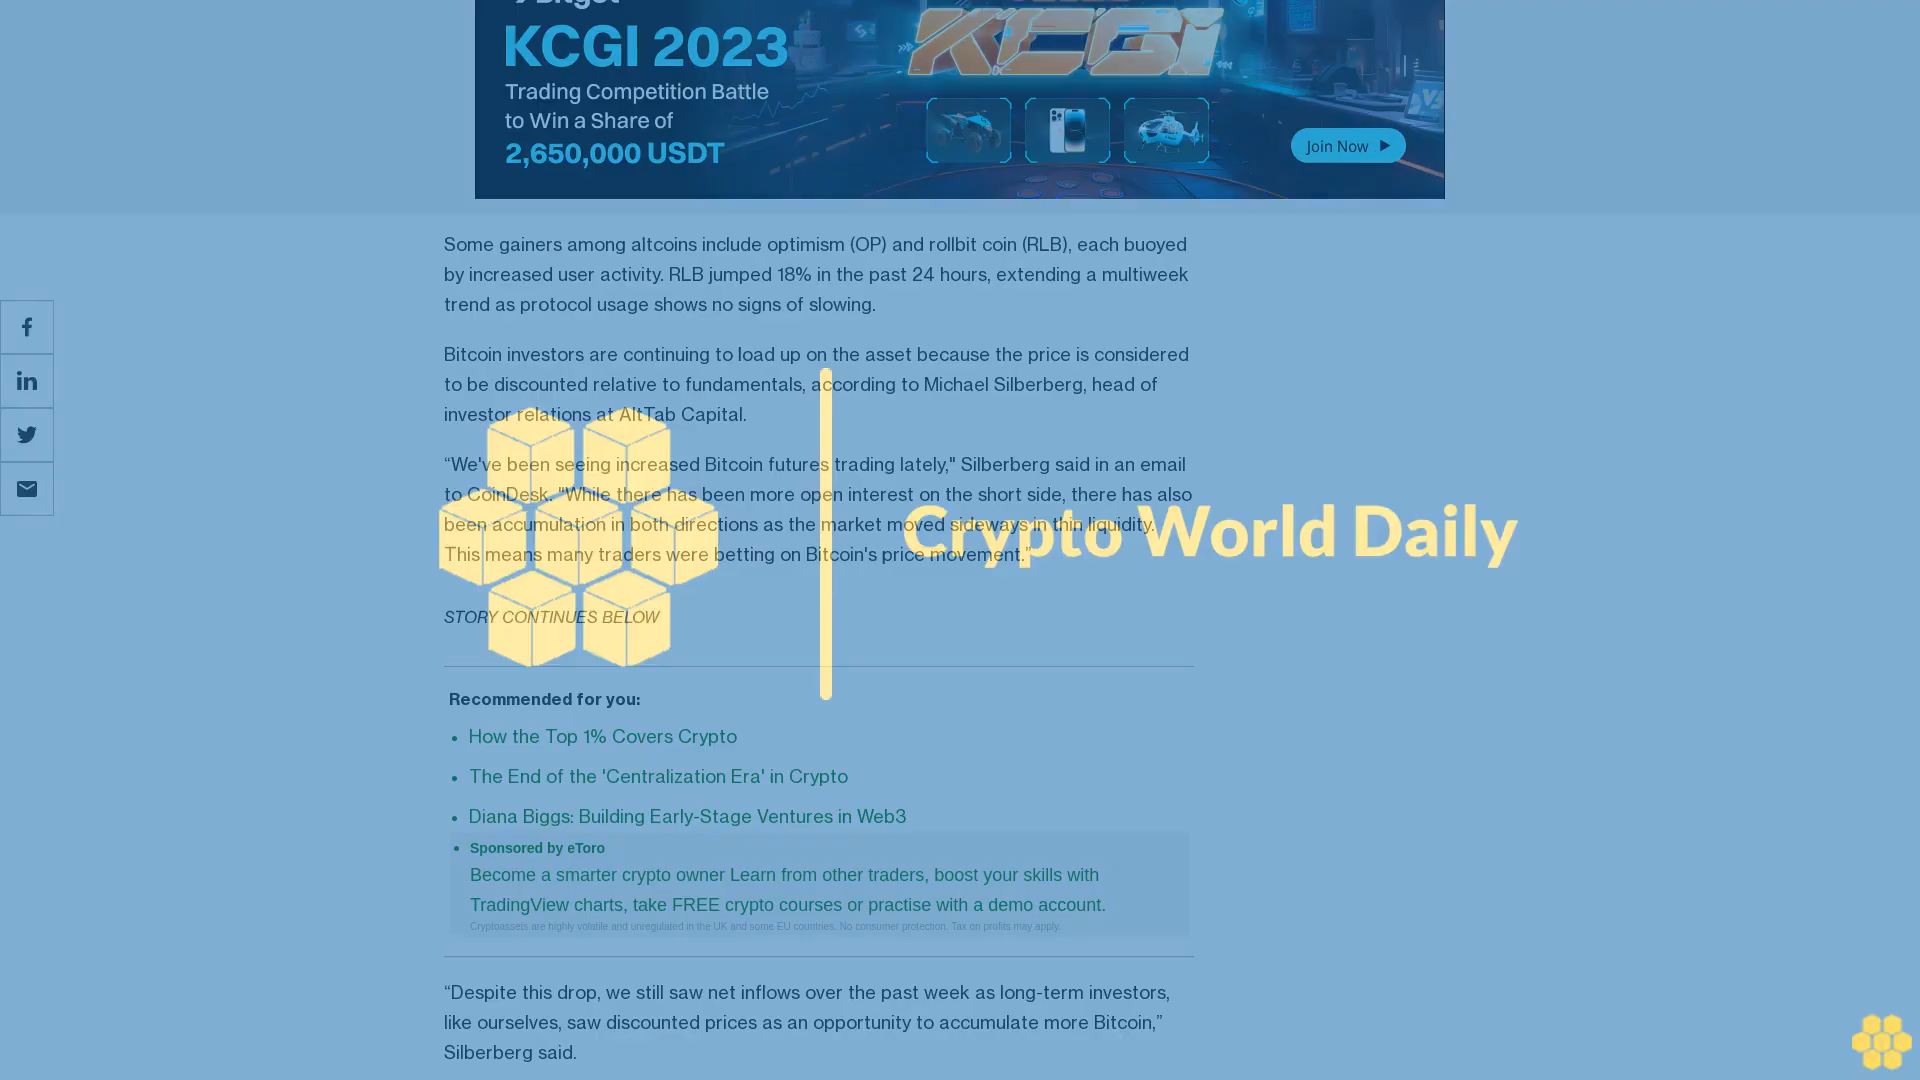 KCGI 2023
KCGI
Trading Competition Battle
to Win a Share of
2,650,000 USDT
Join Now
Some gainers among altcoins include optimism (OP) and rollbit coin (RLB), each buoyed
by increased user activity. RLB jumped 18% in the past 24 hours, extending a multiweek
trend as protocol usage shows no signs of slowing.
Bitcoin investors are continuing to load up on the asset because the price is considered
to be discounted relative to fundamentals, according to Michael Silberberg, head of
investor relations at AltTab Capital.
“We've been seeing increased Bitcoin futures trading lately," Silberberg said in an email
to CoinDesk. "While there has been more open interest on the short side, there has also
been accumulation in both directions as the market moved sideways in thin liquidity.
This means many traders were betting on Bitcoin's price movement.”
Crypto World Daily
STORY CONTINUES BELOW
Recommended for you:
• How the Top 1% Covers Crypto
• The End of the 'Centralization Era' in Crypto
• Diana Biggs: Building Early-Stage Ventures in Web3
• Sponsored by eToro
Become a smarter crypto owner Learn from other traders, boost your skills with
TradingView charts, take FREE crypto courses or practise with a demo account.
Cryptoassets are highly volatile and unregulated in the UK and some EU countries. No consumer protection. Tax on profits may apply.
“Despite this drop, we still saw net inflows over the past week as long-term investors,
like ourselves, saw discounted prices as an opportunity to accumulate more Bitcoin,”
Silberberg said.